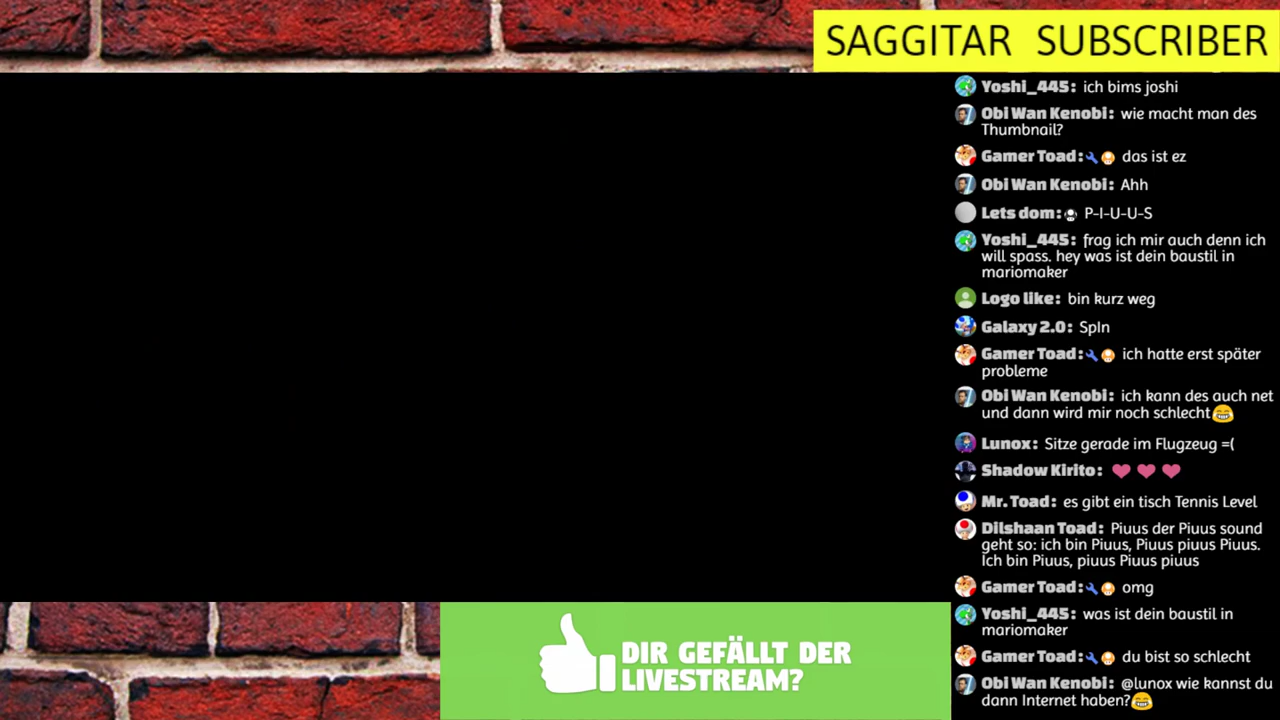 SAGGITAR SUBSCRIBER
Yoshi_445: ich bims joshi
Obi Wan Kenobi: wie macht man des
Thumbnail?
Gamer Toad: das ist ez
Obi Wan Kenobi: Ahh
Lets dom: P-I-U-U-S
Yoshi_445: frag ich mir auch denn ich
will spass. hey was ist dein baustil in
mariomaker
Logo like: bin kurz weg
Galaxy 2.0: SpIn
Gamer Toad: ich hatte erst später
probleme
Obi Wan Kenobi: ich kann des auch net
und dann wird mir noch schlecht😂
Lunox: Sitze gerade im Flugzeug =(
Shadow Kirito: ❤ ❤ ❤
Mr. Toad: es gibt ein tisch Tennis Level
Dilshaan Toad: Piuus der Piuus sound
geht so: ich bin Piuus, Piuus piuus Piuus.
Ich bin Piuus, piuus Piuus piuus
Gamer Toad: omg
Yoshi_445: was ist dein baustil in
mariomaker
Gamer Toad: du bist so schlecht
Obi Wan Kenobi: @lunox wie kannst du
dann Internet haben?😂
DIR GEFÄLLT DER
LIVESTREAM?